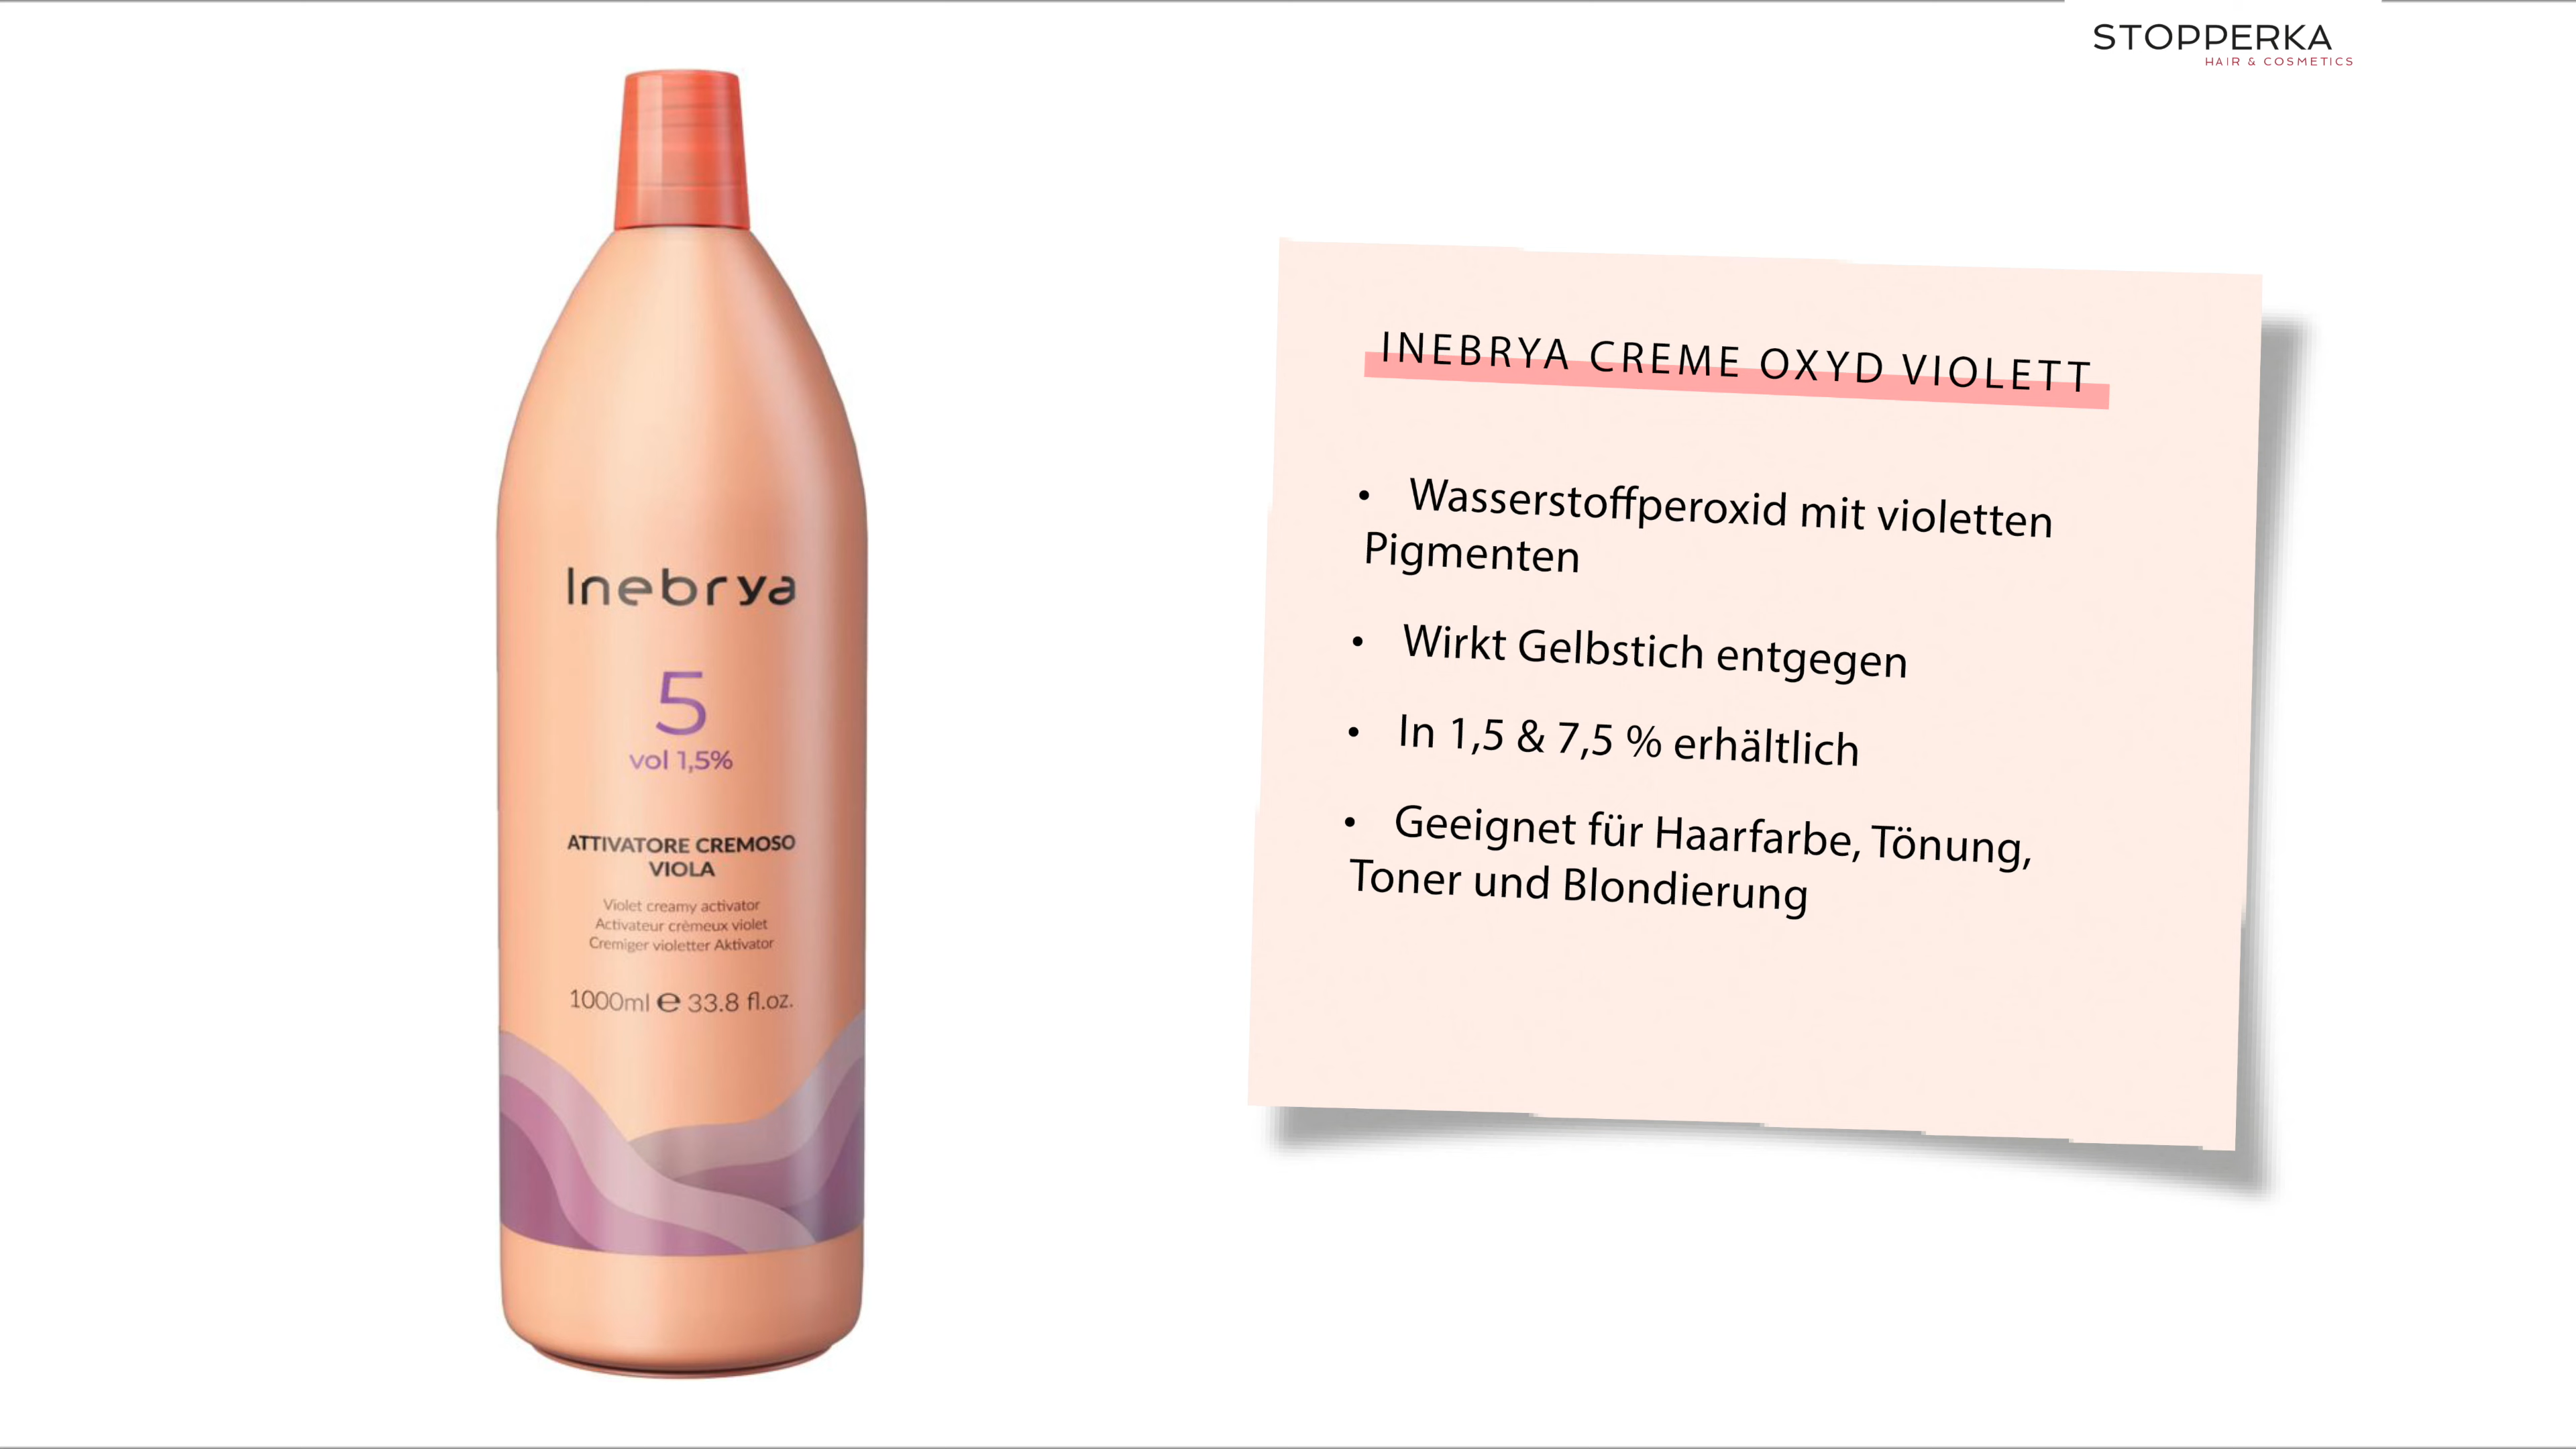 STOPPERKA
HAIR & COSMETICS
Inebrya
5
vol 1,5%
ATTIVATORE CREMOSO
VIOLA
Violet creamy activator
Activateur crèmeux violet
Cremiger violetter Aktivator
1000ml ℮ 33.8 fl.oz.
INEBRYA CREME OXYD VIOLETT
• Wasserstoffperoxid mit violetten
Pigmenten
• Wirkt Gelbstich entgegen
• In 1,5 & 7,5 % erhältlich
• Geeignet für Haarfarbe, Tönung,
Toner und Blondierung